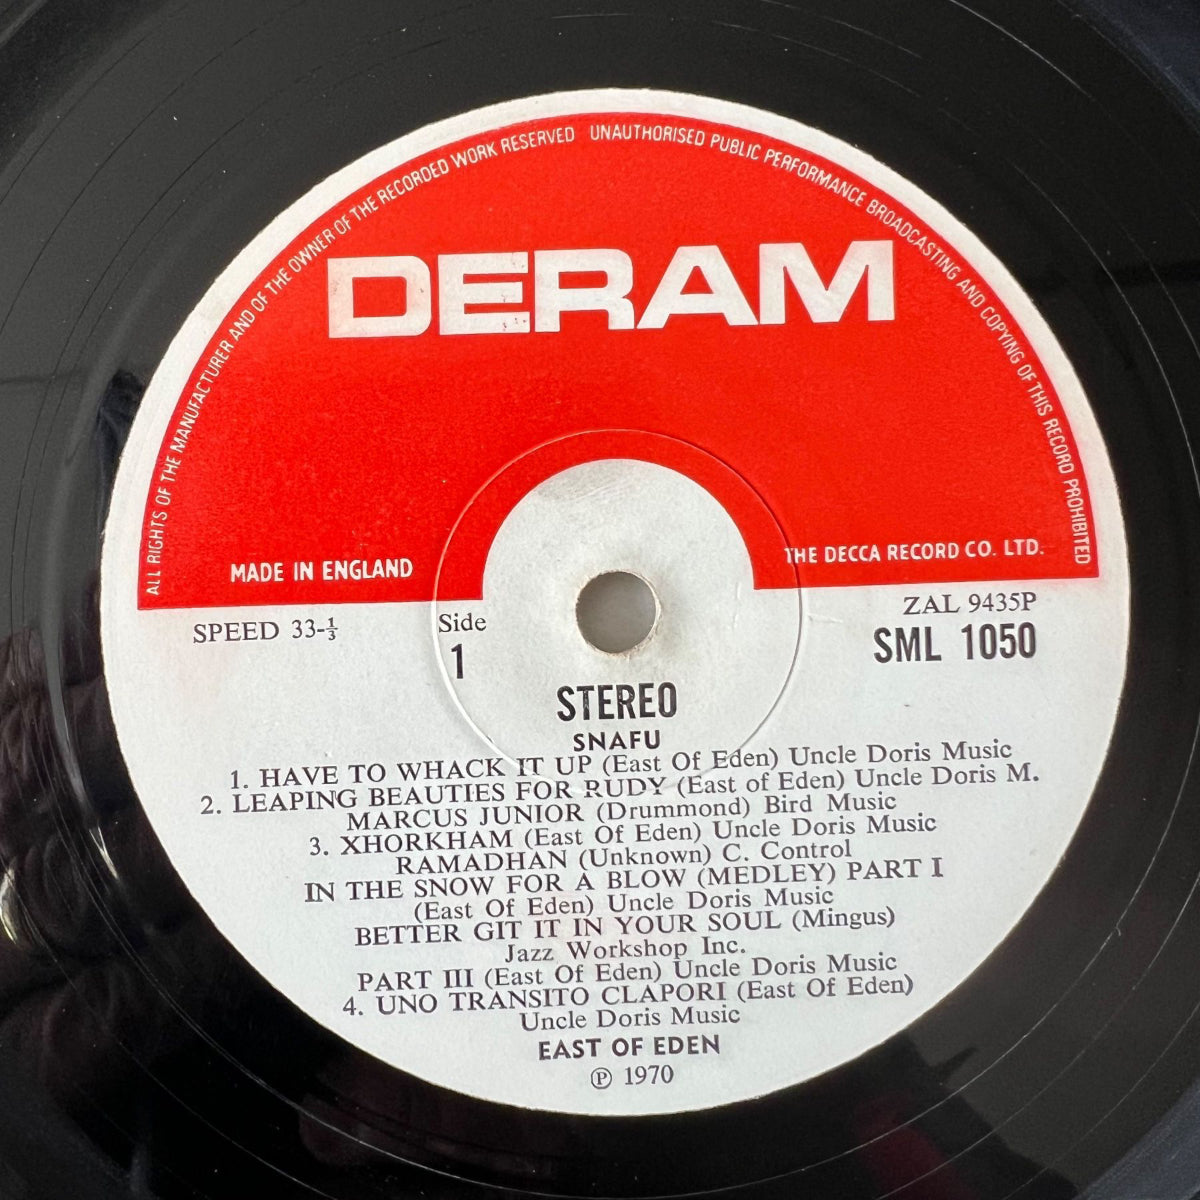 ALL RIGHTS OF THE MANUFACTURER AND OF THE OWNER OF THE RECORDED WORK RESERVED UNAUTHORISED PUBLIC PERFORMANCE BROADCASTING AND COPYING OF THIS RECORD PROHIBITED
DERAM
MADE IN ENGLAND
THE DECCA RECORD CO. LTD.
SPEED 33-⅓
Side
1
ZAL 9435P
SML 1050
STEREO
SNAFU
1. HAVE TO WHACK IT UP (East Of Eden) Uncle Doris Music
2. LEAPING BEAUTIES FOR RUDY (East of Eden) Uncle Doris M.
MARCUS JUNIOR (Drummond) Bird Music
3. XHORKHAM (East Of Eden) Uncle Doris Music
RAMADHAN (Unknown) C. Control
IN THE SNOW FOR A BLOW (MEDLEY) PART I
(East Of Eden) Uncle Doris Music
BETTER GIT IT IN YOUR SOUL (Mingus)
Jazz Workshop Inc.
PART III (East Of Eden) Uncle Doris Music
4. UNO TRANSITO CLAPORI (East Of Eden)
Uncle Doris Music
EAST OF EDEN
℗ 1970